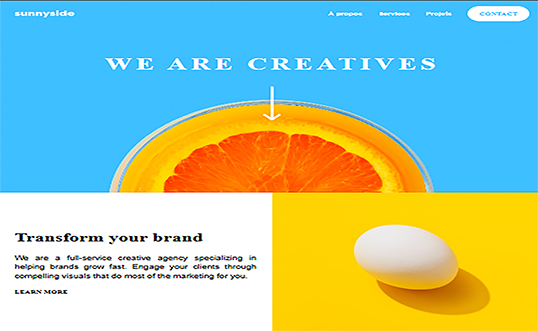 sunnyside
À propos Services Projets CONTACT
WE ARE CREATIVES
Transform your brand
We are a full-service creative agency specializing in
helping brands grow fast. Engage your clients through
compelling visuals that do most of the marketing for you.
LEARN MORE